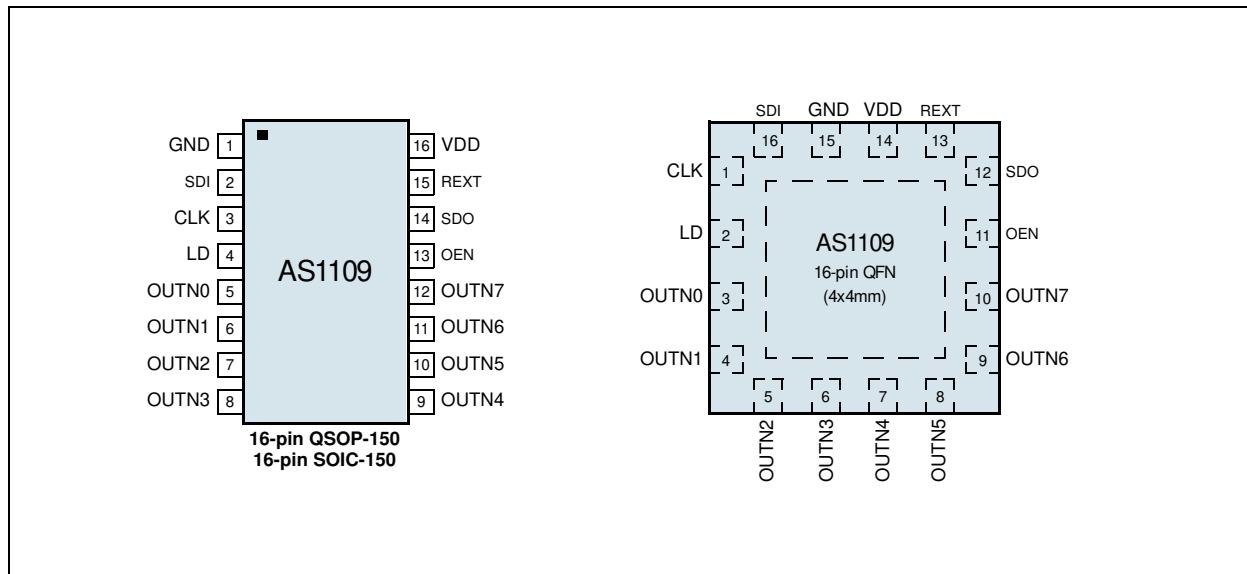 GND 1
SDI 2
CLK 3
LD 4
OUTN0 5
OUTN1 6
OUTN2 7
OUTN3 8
AS1109
16 VDD
15 REXT
14 SDO
13 OEN
12 OUTN7
11 OUTN6
10 OUTN5
9 OUTN4
16-pin QSOP-150
16-pin SOIC-150
SDI GND VDD REXT
16 15 14 13
CLK 1
LD 2
OUTN0 3
OUTN1 4
AS1109
16-pin QFN
(4x4mm)
12 SDO
11 OEN
10 OUTN7
9 OUTN6
5 6 7 8
OUTN2
OUTN3
OUTN4
OUTN5